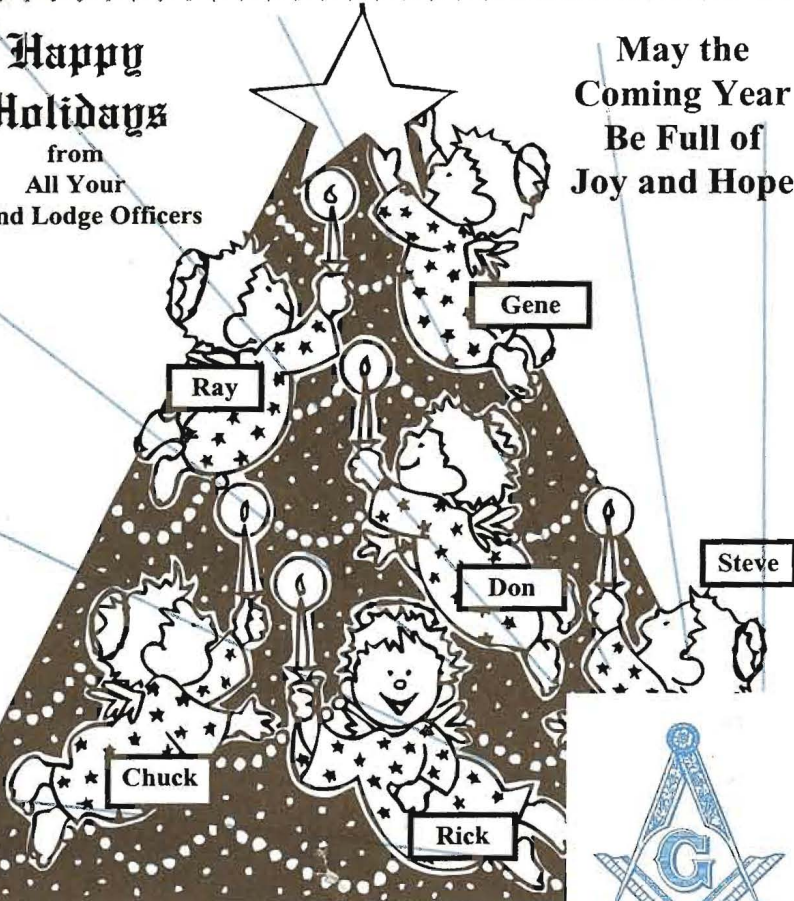 Happy
Holidays
from
All Your
nd Lodge Officers
May the
Coming Year
Be Full of
Joy and Hope
Gene
Ray
Steve
Don
Chuck
Rick
G